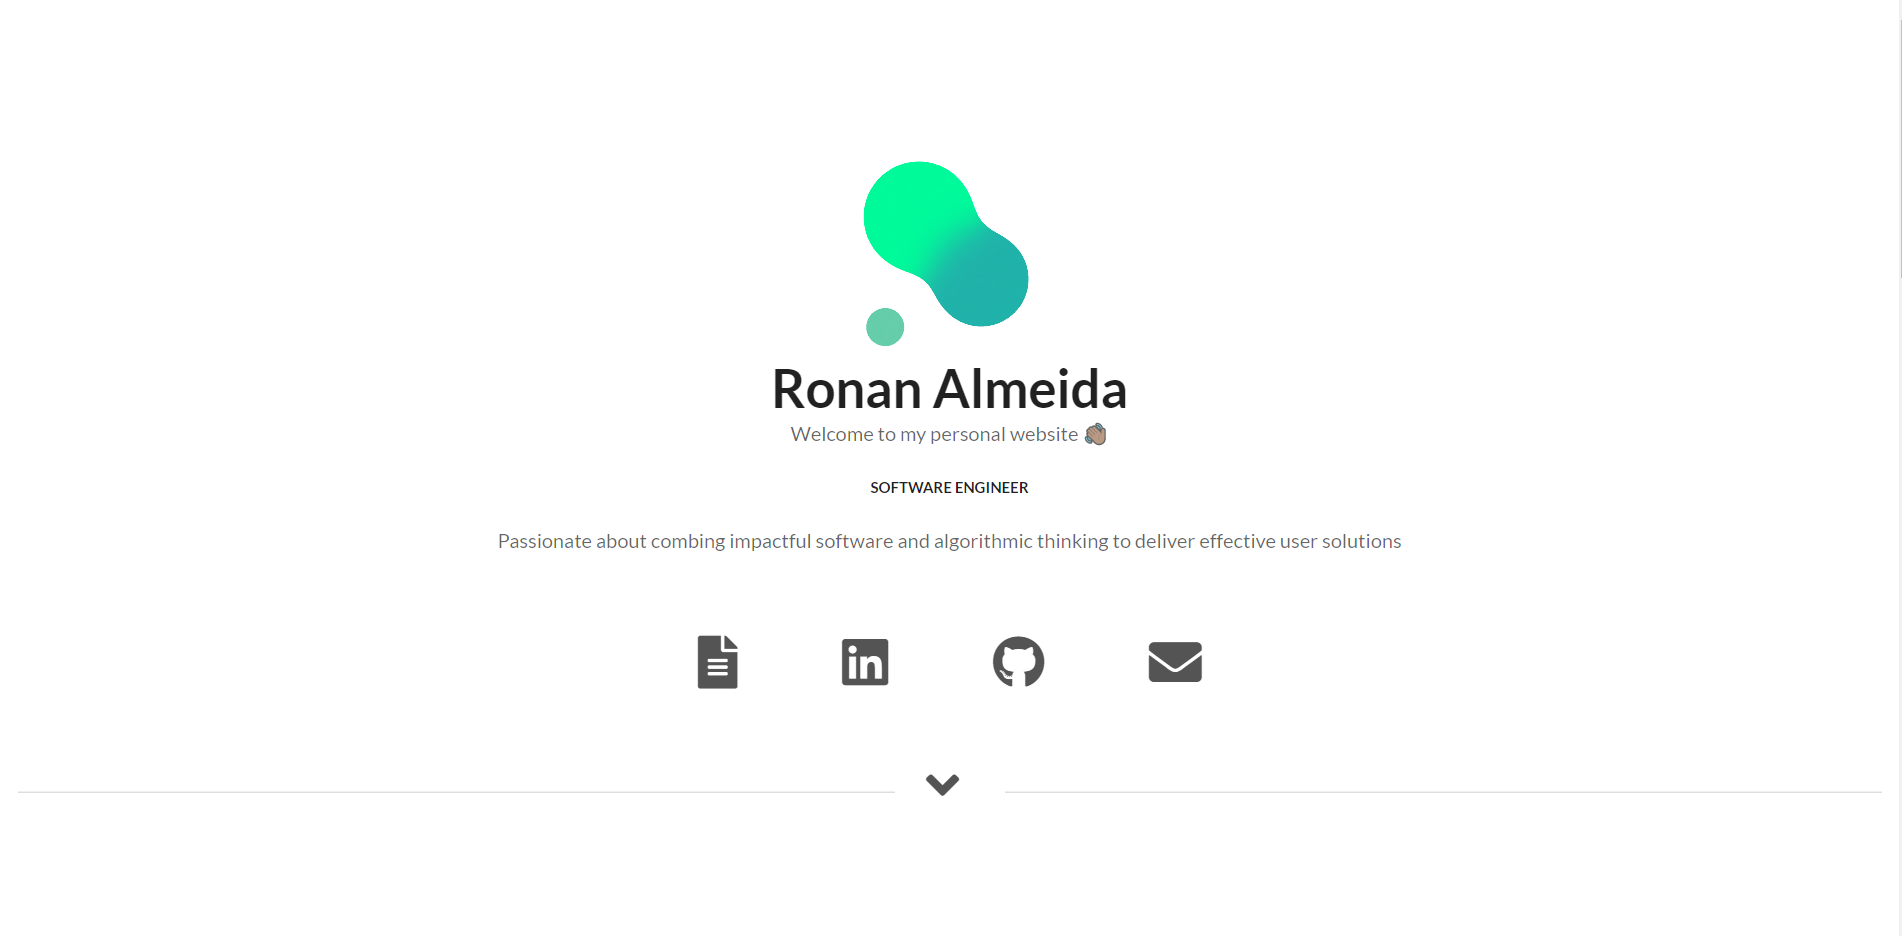 Ronan Almeida
Welcome to my personal website 👋🏽
SOFTWARE ENGINEER
Passionate about combing impactful software and algorithmic thinking to deliver effective user solutions
in